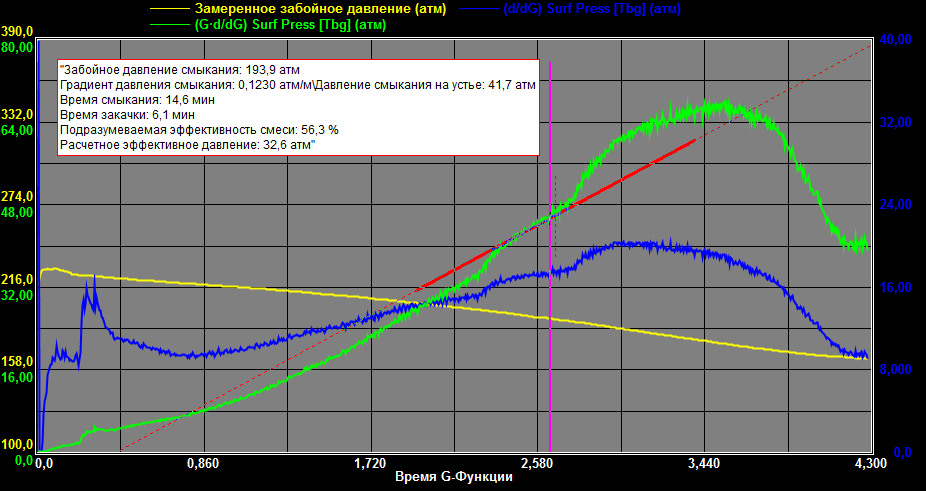 Замеренное забойное давление (атм)
(d/dG) Surf Press [Tbg] (атм)
(G·d/dG) Surf Press [Tbg] (атм)
390,0
80,00
40,00
"Забойное давление смыкания: 193,9 атм
Градиент давления смыкания: 0,1230 атм/м\Давление смыкания на устье: 41,7 атм
Время смыкания: 14,6 мин
Время закачки: 6,1 мин
Подразумеваемая эффективность смеси: 56,3 %
Расчетное эффективное давление: 32,6 атм"
332,0
64,00
32,00
274,0
48,00
24,00
216,0
32,00
16,00
158,0
16,00
8,000
100,0
0,0
0,0
0,0
0,860
1,720
2,580
3,440
4,300
Время G-Функции